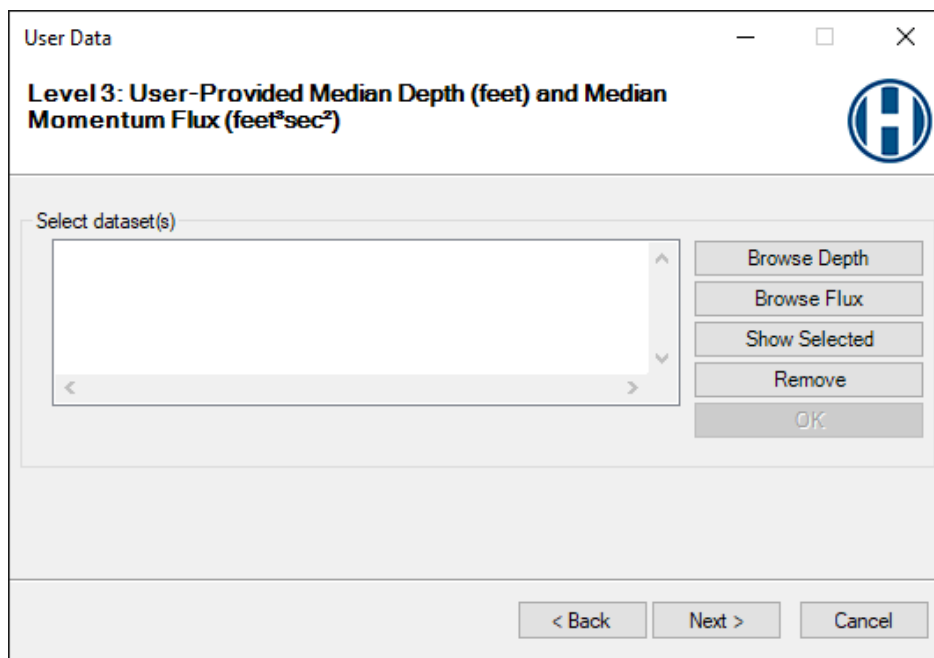 User Data
Level 3: User-Provided Median Depth (feet) and Median
Momentum Flux (feet³sec²)
Select dataset(s)
Browse Depth
Browse Flux
Show Selected
Remove
OK
< Back
Next >
Cancel